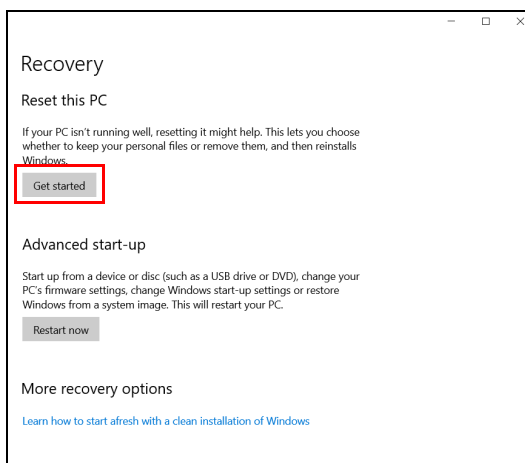 Recovery
Reset this PC
If your PC isn't running well, resetting it might help. This lets you choose
whether to keep your personal files or remove them, and then reinstalls
Windows.
Get started
Advanced start-up
Start up from a device or disc (such as a USB drive or DVD), change your
PC's firmware settings, change Windows start-up settings or restore
Windows from a system image. This will restart your PC.
Restart now
More recovery options
Learn how to start afresh with a clean installation of Windows